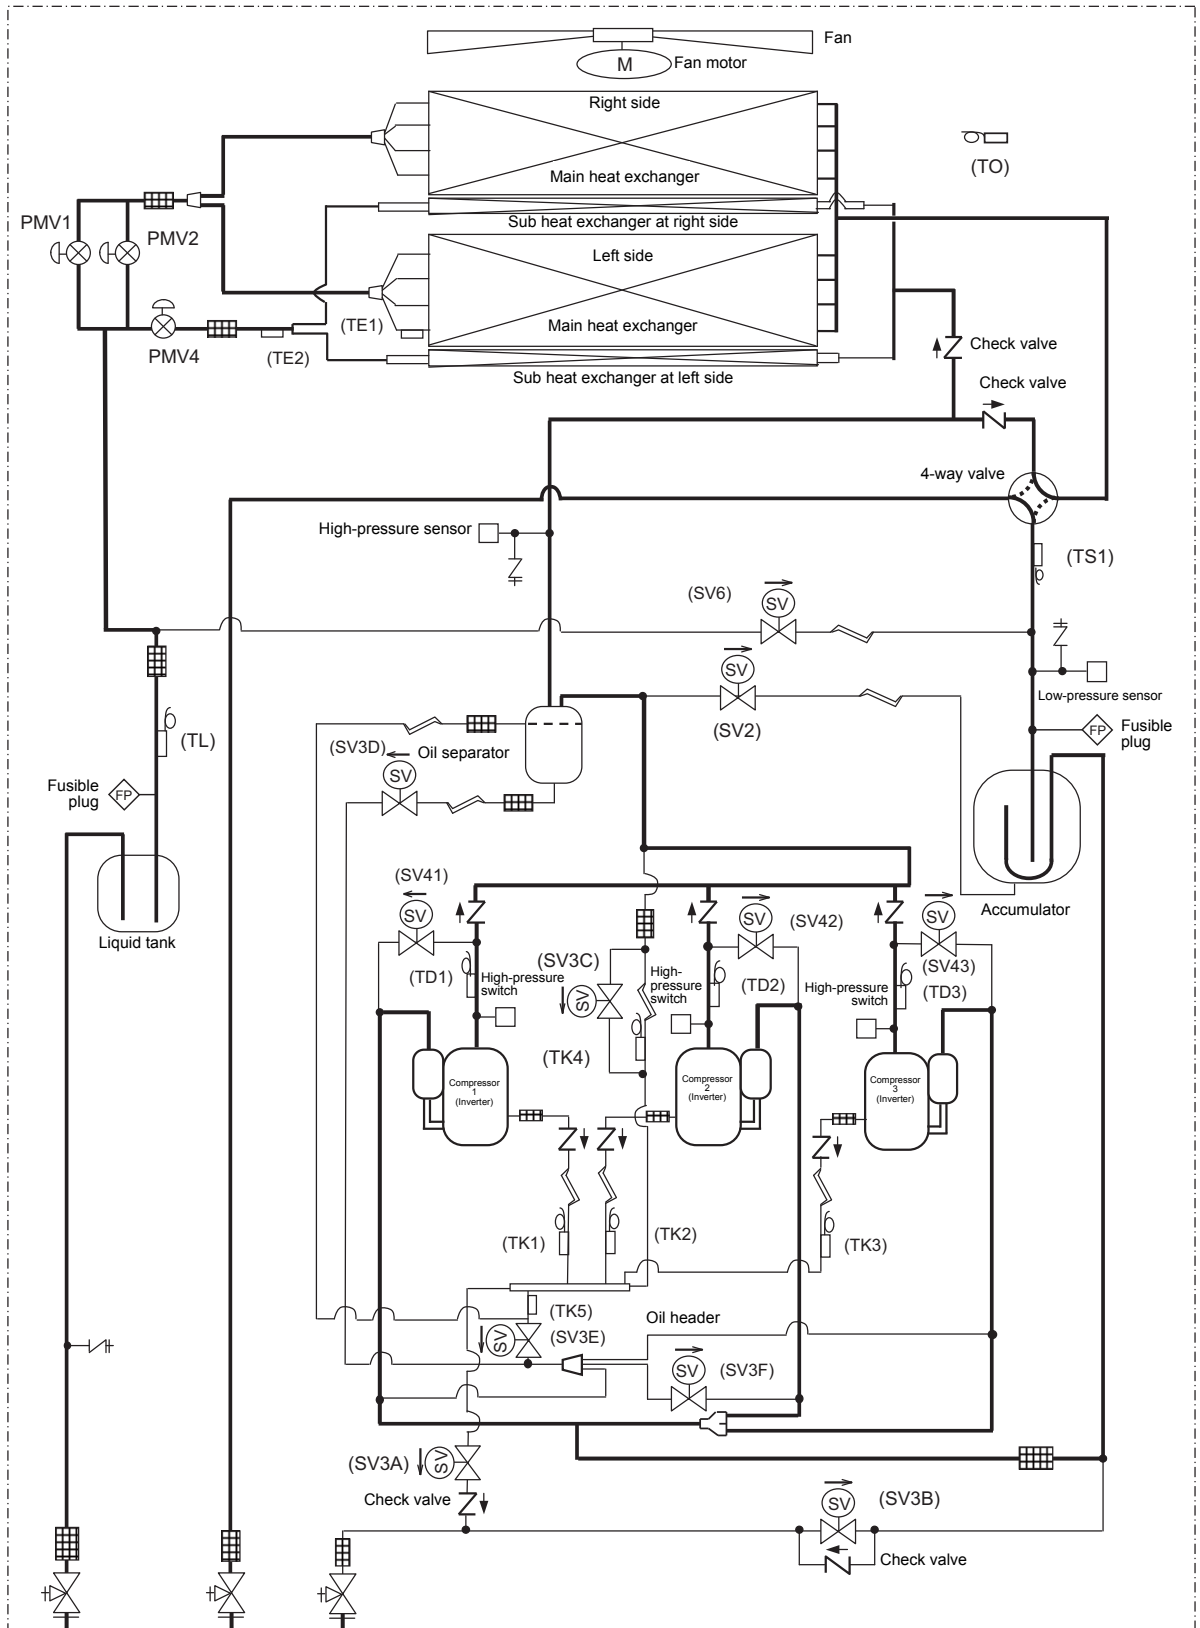 Fan
M
Fan motor
Right side
Main heat exchanger
(TO)
Sub heat exchanger at right side
PMV1
PMV2
Left side
Main heat exchanger
(TE1)
(TE2)
PMV4
Sub heat exchanger at left side
Check valve
Check valve
4-way valve
High-pressure sensor
(TS1)
(SV6)
SV
SV
Low-pressure sensor
(SV2)
(TL)
(SV3D)
Oil separator
SV
FP
Fusible
plug
Fusible
plug
FP
Liquid tank
Accumulator
(SV41)
SV
SV
(SV42)
SV
(SV43)
(TD1)
High-pressure
switch
(SV3C)
SV
High-
pressure
switch
(TD2)
High-pressure
switch
(TD3)
(TK4)
Compressor
1
(Inverter)
Compressor
2
(Inverter)
Compressor
3
(Inverter)
(TK1)
(TK2)
(TK3)
(TK5)
Oil header
SV
(SV3E)
SV
(SV3F)
(SV3A)
SV
Check valve
SV
(SV3B)
Check valve